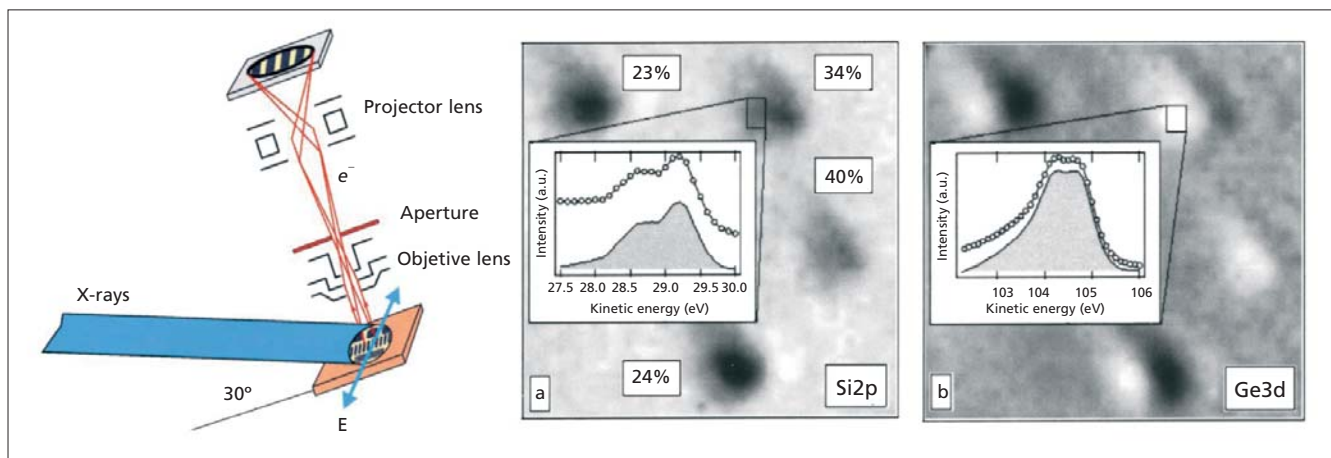 Projector lens
e⁻
Aperture
Objetive lens
X-rays
30º
E
23%
34%
40%
24%
Intensity (a.u.)
27.5 28.0 28.5 29.0 29.5 30.0
Kinetic energy (eV)
a
Si2p
Intensity (a.u.)
103 104 105 106
Kinetic energy (eV)
b
Ge3d